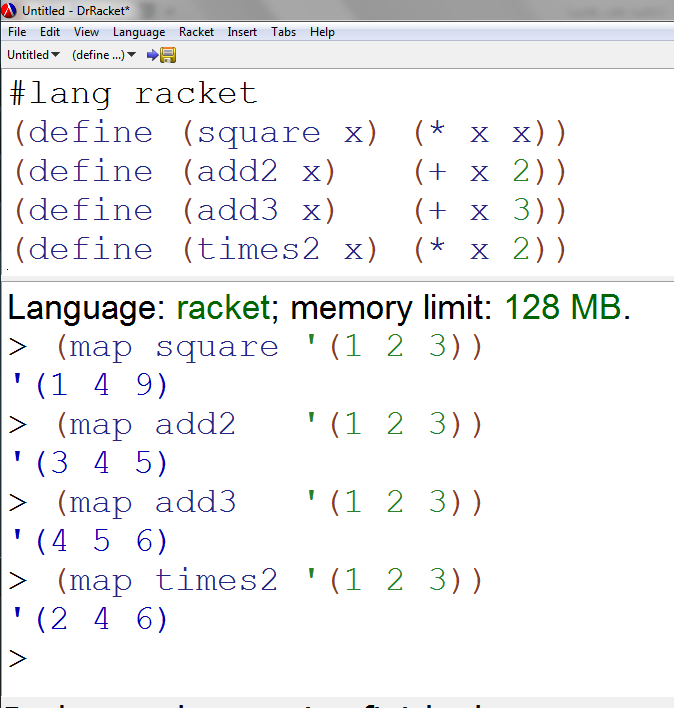 Untitled - DrRacket*
File Edit View Language Racket Insert Tabs Help
Untitled (define ...)
#lang racket
(define (square x) (* x x))
(define (add2 x)   (+ x 2))
(define (add3 x)   (+ x 3))
(define (times2 x) (* x 2))
Language: racket; memory limit: 128 MB.
> (map square '(1 2 3))
'(1 4 9)
> (map add2   '(1 2 3))
'(3 4 5)
> (map add3   '(1 2 3))
'(4 5 6)
> (map times2 '(1 2 3))
'(2 4 6)
>